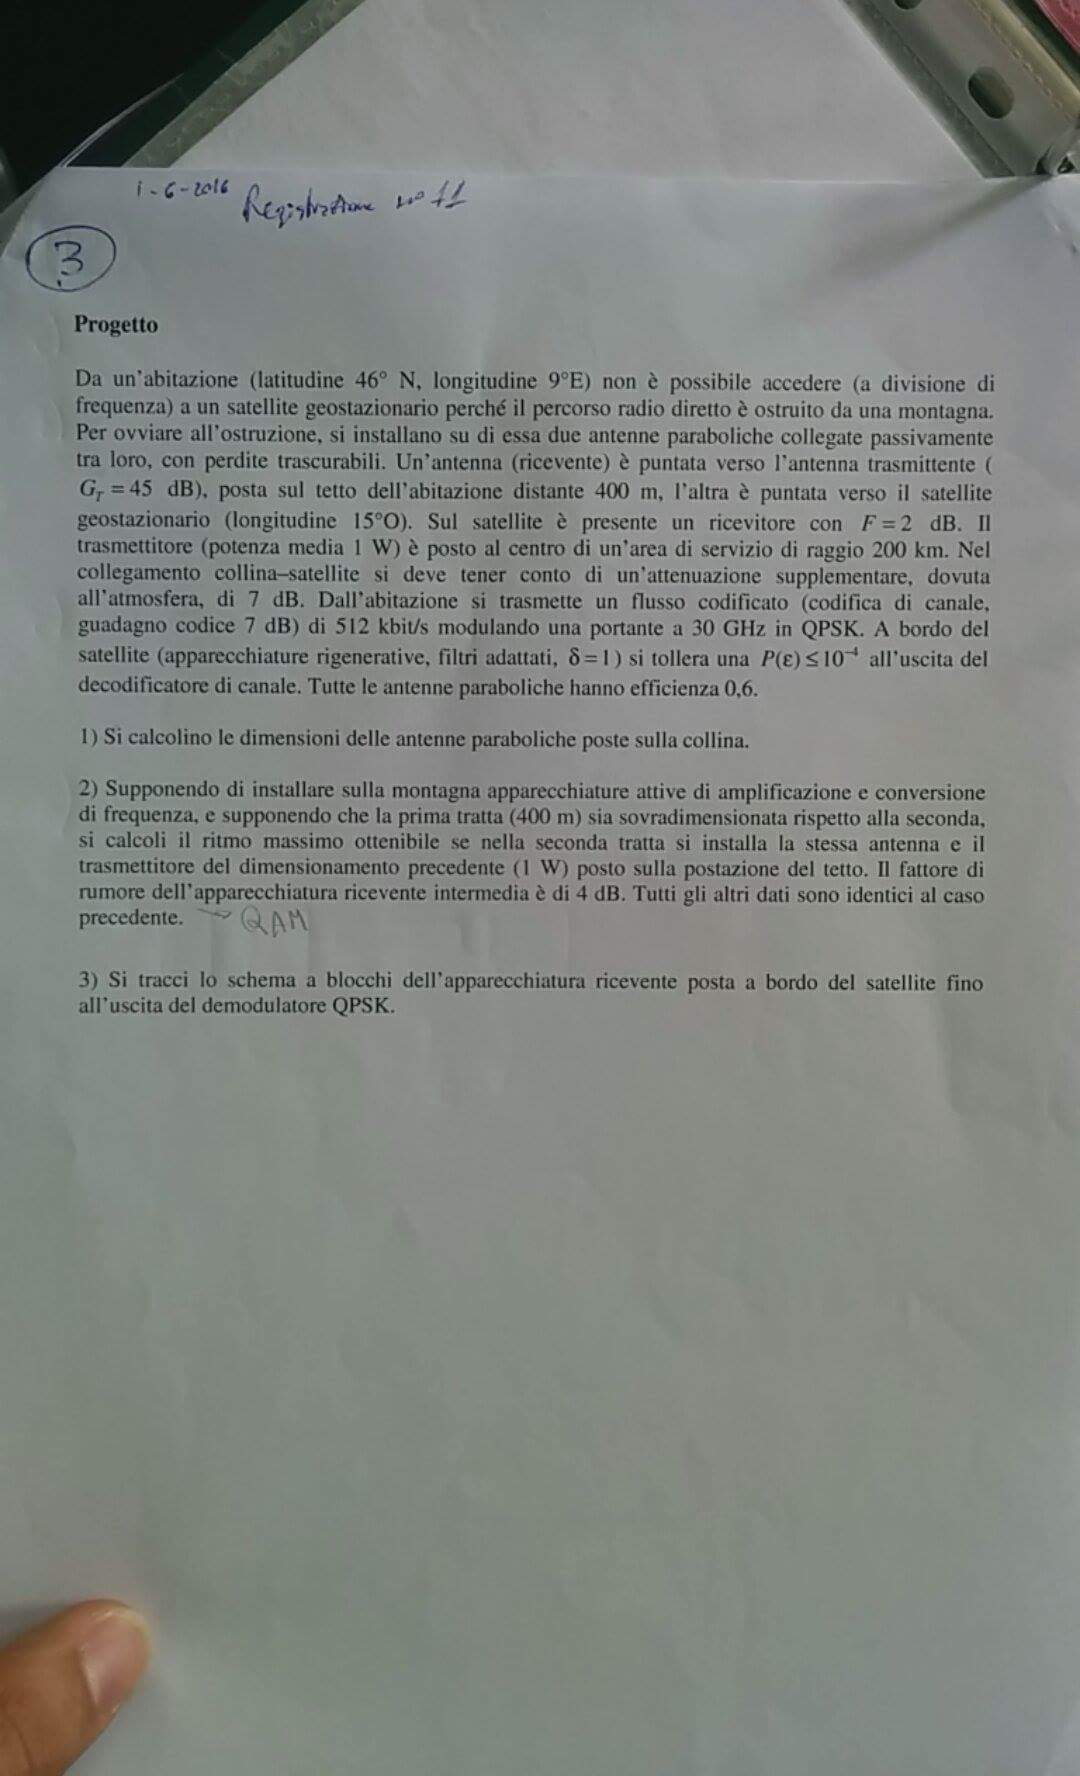 1-6-2016 Registrazione n° 11
3
Progetto
Da un'abitazione (latitudine 46° N, longitudine 9°E) non è possibile accedere (a divisione di
frequenza) a un satellite geostazionario perché il percorso radio diretto è ostruito da una montagna.
Per ovviare all'ostruzione, si installano su di essa due antenne paraboliche collegate passivamente
tra loro, con perdite trascurabili. Un'antenna (ricevente) è puntata verso l'antenna trasmittente (
G_T = 45 dB), posta sul tetto dell'abitazione distante 400 m, l'altra è puntata verso il satellite
geostazionario (longitudine 15°O). Sul satellite è presente un ricevitore con F = 2 dB. Il
trasmettitore (potenza media 1 W) è posto al centro di un'area di servizio di raggio 200 km. Nel
collegamento collina–satellite si deve tener conto di un'attenuazione supplementare, dovuta
all'atmosfera, di 7 dB. Dall'abitazione si trasmette un flusso codificato (codifica di canale,
guadagno codice 7 dB) di 512 kbit/s modulando una portante a 30 GHz in QPSK. A bordo del
satellite (apparecchiature rigenerative, filtri adattati, δ = 1) si tollera una P(ε) ≤ 10⁻⁴ all'uscita del
decodificatore di canale. Tutte le antenne paraboliche hanno efficienza 0,6.
1) Si calcolino le dimensioni delle antenne paraboliche poste sulla collina.
2) Supponendo di installare sulla montagna apparecchiature attive di amplificazione e conversione
di frequenza, e supponendo che la prima tratta (400 m) sia sovradimensionata rispetto alla seconda,
si calcoli il ritmo massimo ottenibile se nella seconda tratta si installa la stessa antenna e il
trasmettitore del dimensionamento precedente (1 W) posto sulla postazione del tetto. Il fattore di
rumore dell'apparecchiatura ricevente intermedia è di 4 dB. Tutti gli altri dati sono identici al caso
precedente. → QAM
3) Si tracci lo schema a blocchi dell'apparecchiatura ricevente posta a bordo del satellite fino
all'uscita del demodulatore QPSK.